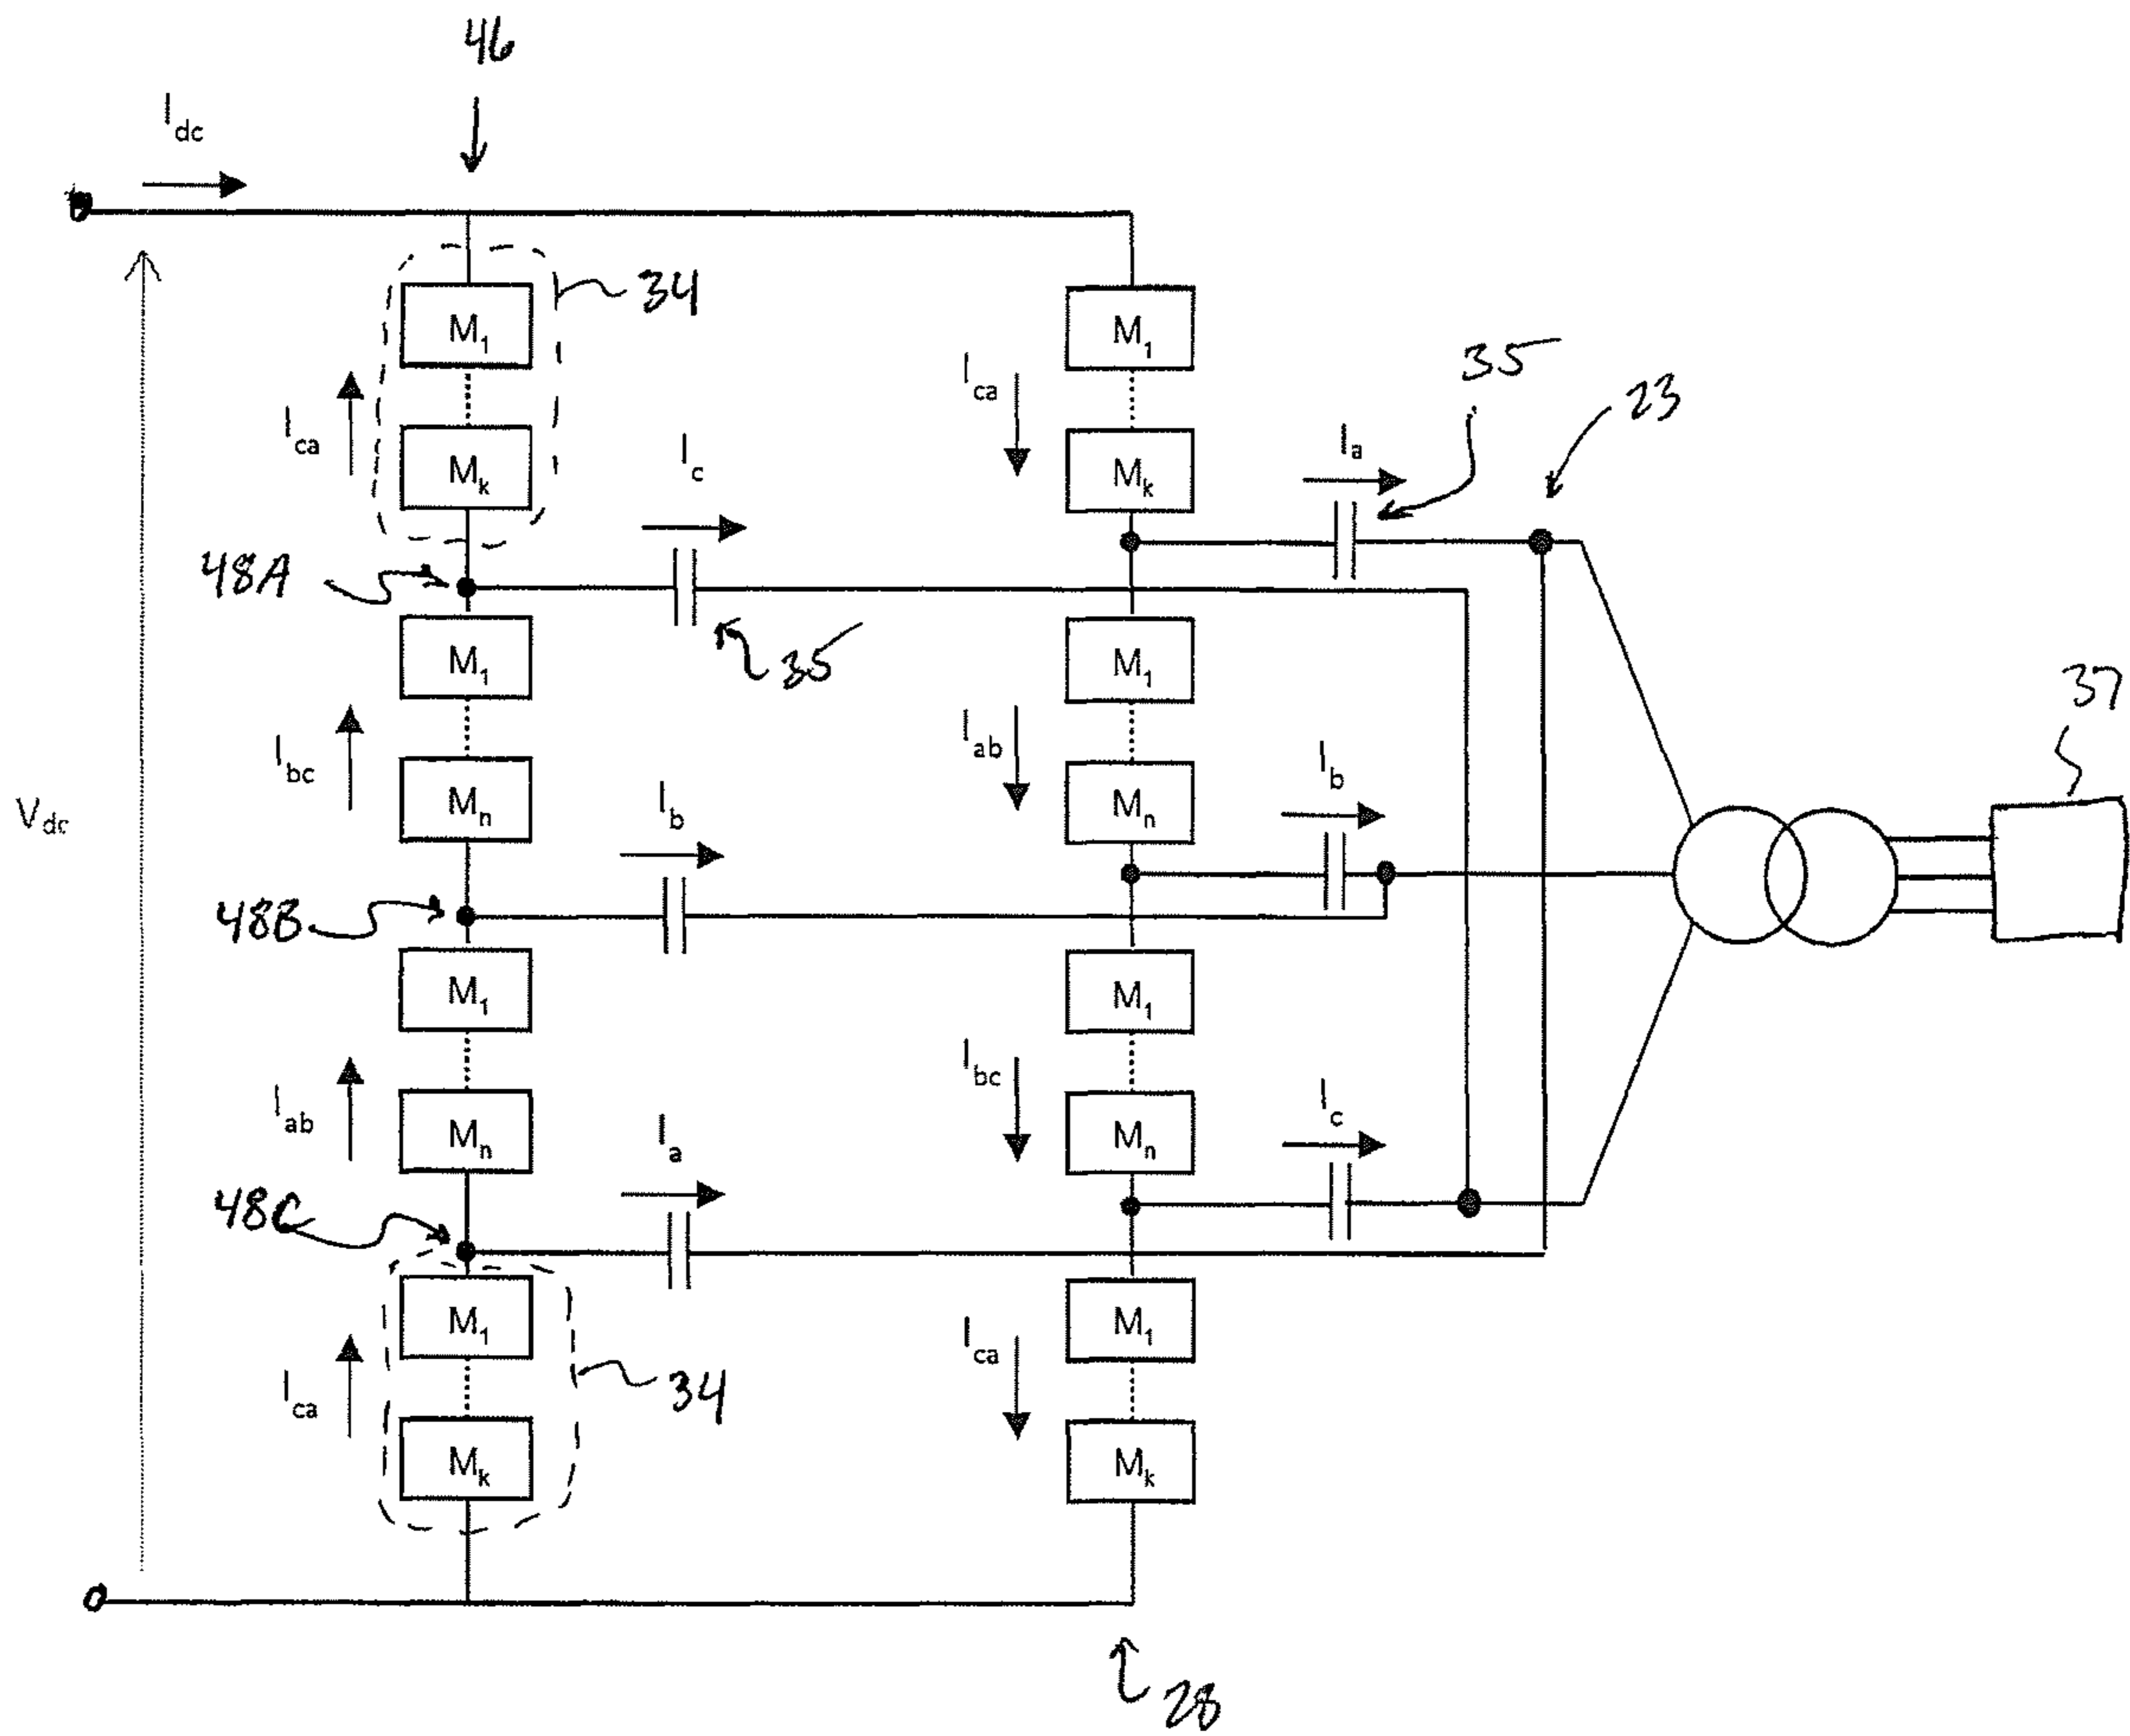 46
I_dc
34
M_1
M_1
I_ca
I_ca
35
23
M_k
I_c
M_k
I_a
48A
M_1
35
M_1
37
I_bc
I_ab
V_dc
M_n
I_b
M_n
I_b
48B
M_1
M_1
I_ab
I_bc
M_n
I_a
M_n
I_c
48C
M_1
M_1
I_ca
34
I_ca
M_k
M_k
28